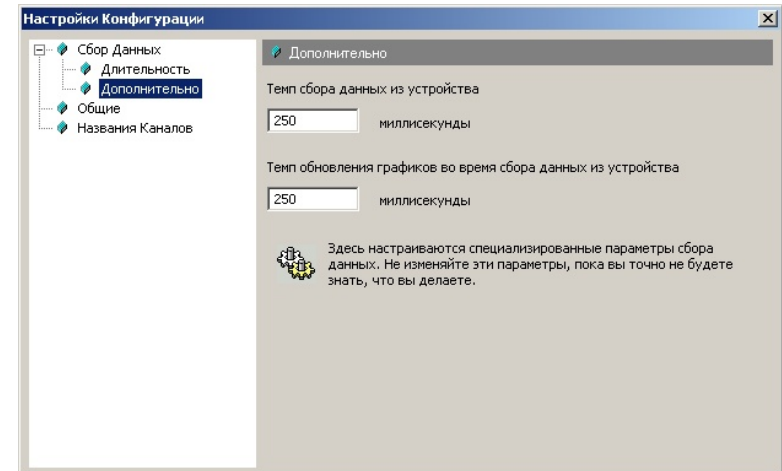 Настройки Конфигурации
Сбор Данных
Длительность
Дополнительно
Общие
Названия Каналов
Дополнительно
Темп сбора данных из устройства
250 миллисекунды
Темп обновления графиков во время сбора данных из устройства
250 миллисекунды
Здесь настраиваются специализированные параметры сбора
данных. Не изменяйте эти параметры, пока вы точно не будете
знать, что вы делаете.